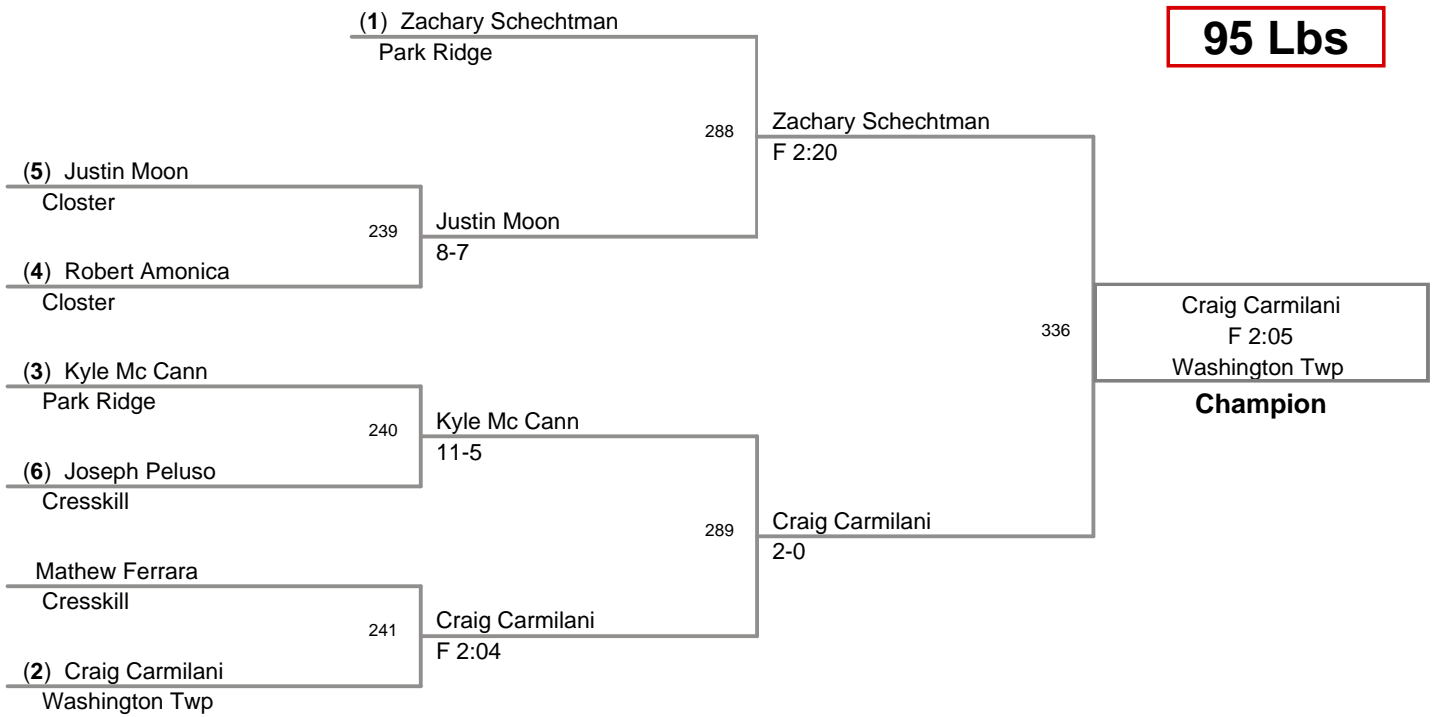 (1) Zachary Schechtman
Park Ridge
95 Lbs
288
Zachary Schechtman
F 2:20
(5) Justin Moon
Closter
239
Justin Moon
8-7
(4) Robert Amonica
Closter
336
Craig Carmilani
F 2:05
Washington Twp
Champion
(3) Kyle Mc Cann
Park Ridge
240
Kyle Mc Cann
11-5
(6) Joseph Peluso
Cresskill
289
Craig Carmilani
2-0
Mathew Ferrara
Cresskill
241
Craig Carmilani
F 2:04
(2) Craig Carmilani
Washington Twp